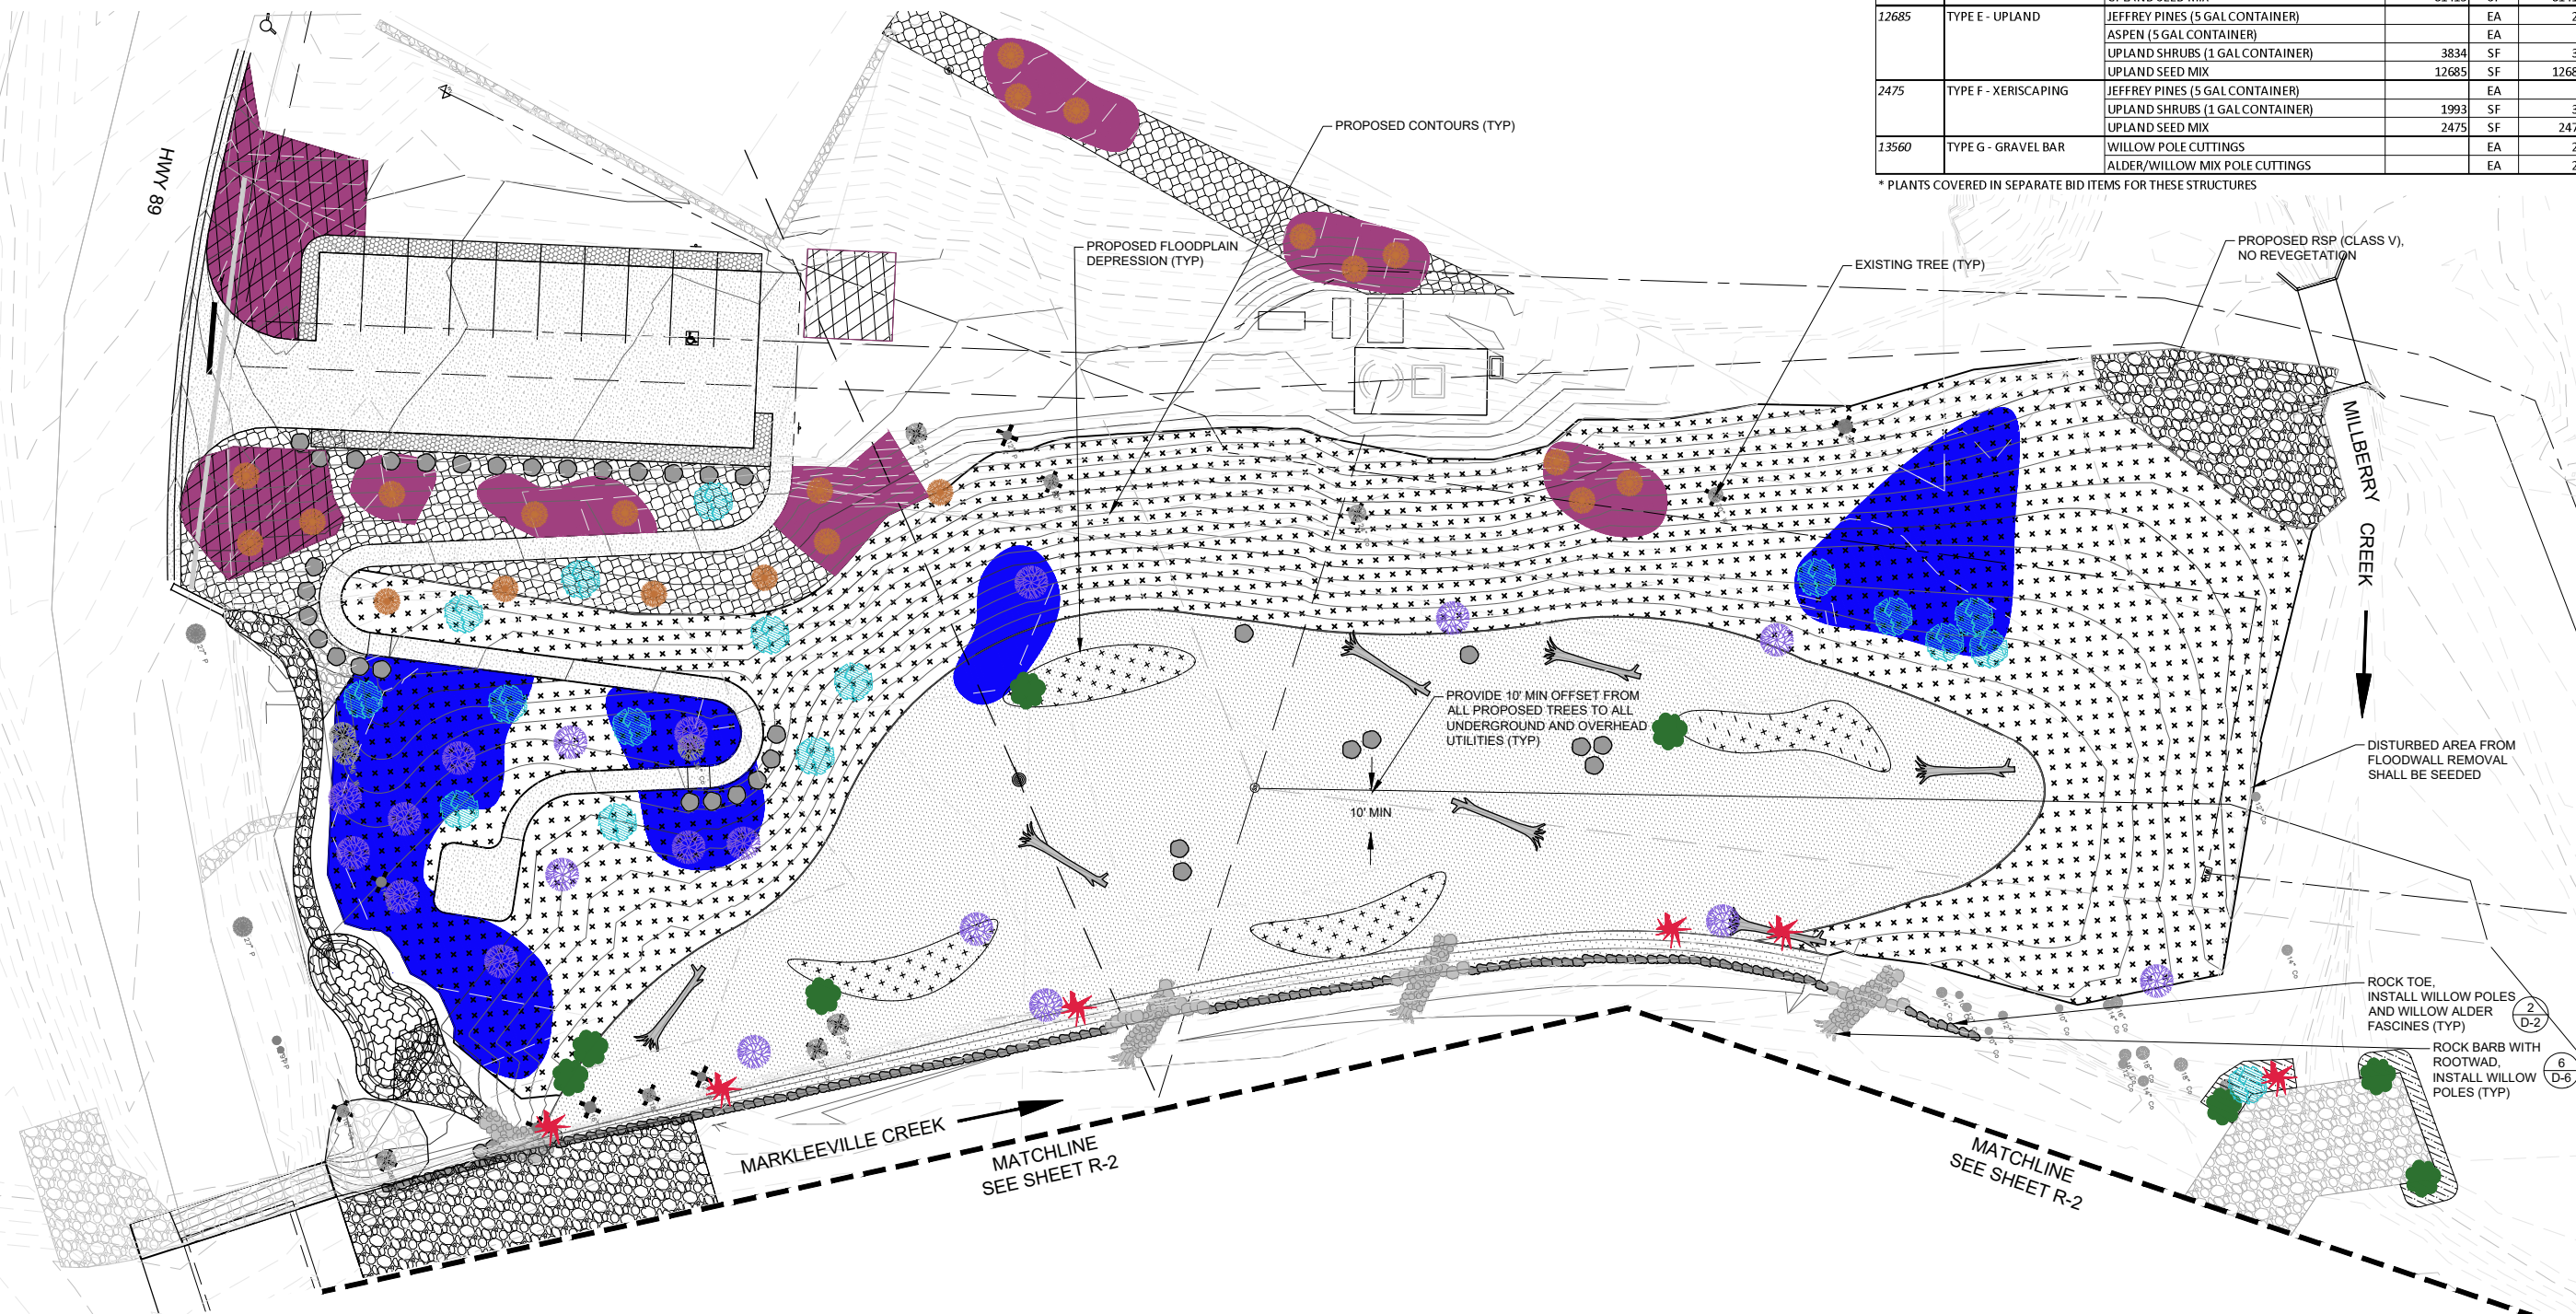 12685 TYPE E - UPLAND JEFFREY PINES (5 GAL CONTAINER) EA
ASPEN (5 GAL CONTAINER) EA
UPLAND SHRUBS (1 GAL CONTAINER) 3834 SF
UPLAND SEED MIX 12685 SF
2475 TYPE F - XERISCAPING JEFFREY PINES (5 GAL CONTAINER) EA
UPLAND SHRUBS (1 GAL CONTAINER) 1993 SF
UPLAND SEED MIX 2475 SF
13560 TYPE G - GRAVEL BAR WILLOW POLE CUTTINGS EA
ALDER/WILLOW MIX POLE CUTTINGS EA
* PLANTS COVERED IN SEPARATE BID ITEMS FOR THESE STRUCTURES
HWY 89
PROPOSED CONTOURS (TYP)
PROPOSED FLOODPLAIN
DEPRESSION (TYP)
EXISTING TREE (TYP)
PROPOSED RSP (CLASS V),
NO REVEGETATION
MILLBERRY CREEK
PROVIDE 10' MIN OFFSET FROM
ALL PROPOSED TREES TO ALL
UNDERGROUND AND OVERHEAD
UTILITIES (TYP)
10' MIN
DISTURBED AREA FROM
FLOODWALL REMOVAL
SHALL BE SEEDED
27" P
27" P
ROCK TOE,
INSTALL WILLOW POLES
AND WILLOW ALDER
FASCINES (TYP)
2
D-2
ROCK BARB WITH
ROOTWAD,
INSTALL WILLOW
POLES (TYP)
6
D-6
MARKLEEVILLE CREEK
MATCHLINE
SEE SHEET R-2
MATCHLINE
SEE SHEET R-2